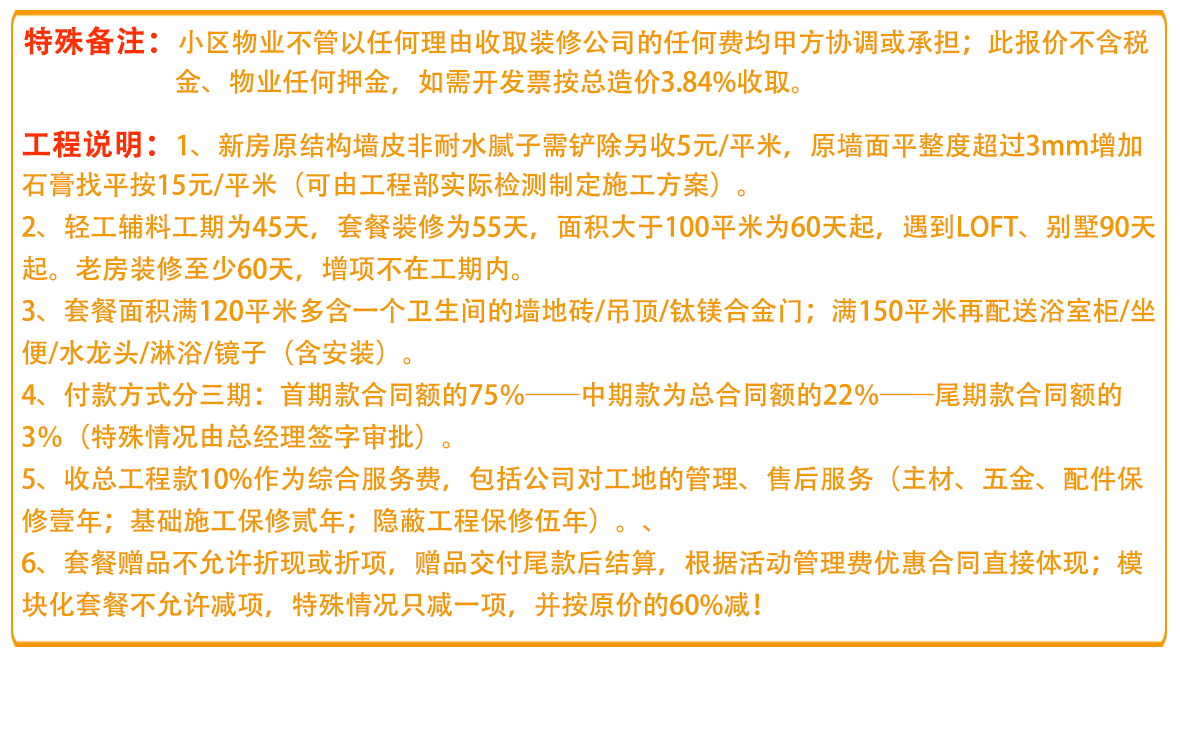 特殊备注：小区物业不管以任何理由收取装修公司的任何费均甲方协调或承担；此报价不含税
金、物业任何押金，如需开发票按总造价3.84%收取。
工程说明：1、新房原结构墙皮非耐水腻子需铲除另收5元/平米，原墙面平整度超过3mm增加
石膏找平按15元/平米（可由工程部实际检测制定施工方案）。
2、轻工辅料工期为45天，套餐装修为55天，面积大于100平米为60天起，遇到LOFT、别墅90天
起。老房装修至少60天，增项不在工期内。
3、套餐面积满120平米多含一个卫生间的墙地砖/吊顶/钛镁合金门；满150平米再配送浴室柜/坐
便/水龙头/淋浴/镜子（含安装）。
4、付款方式分三期：首期款合同额的75%——中期款为总合同额的22%——尾期款合同额的
3%（特殊情况由总经理签字审批）。
5、收总工程款10%作为综合服务费，包括公司对工地的管理、售后服务（主材、五金、配件保
修壹年；基础施工保修贰年；隐蔽工程保修伍年）。、
6、套餐赠品不允许折现或折项，赠品交付尾款后结算，根据活动管理费优惠合同直接体现；模
块化套餐不允许减项，特殊情况只减一项，并按原价的60%减！